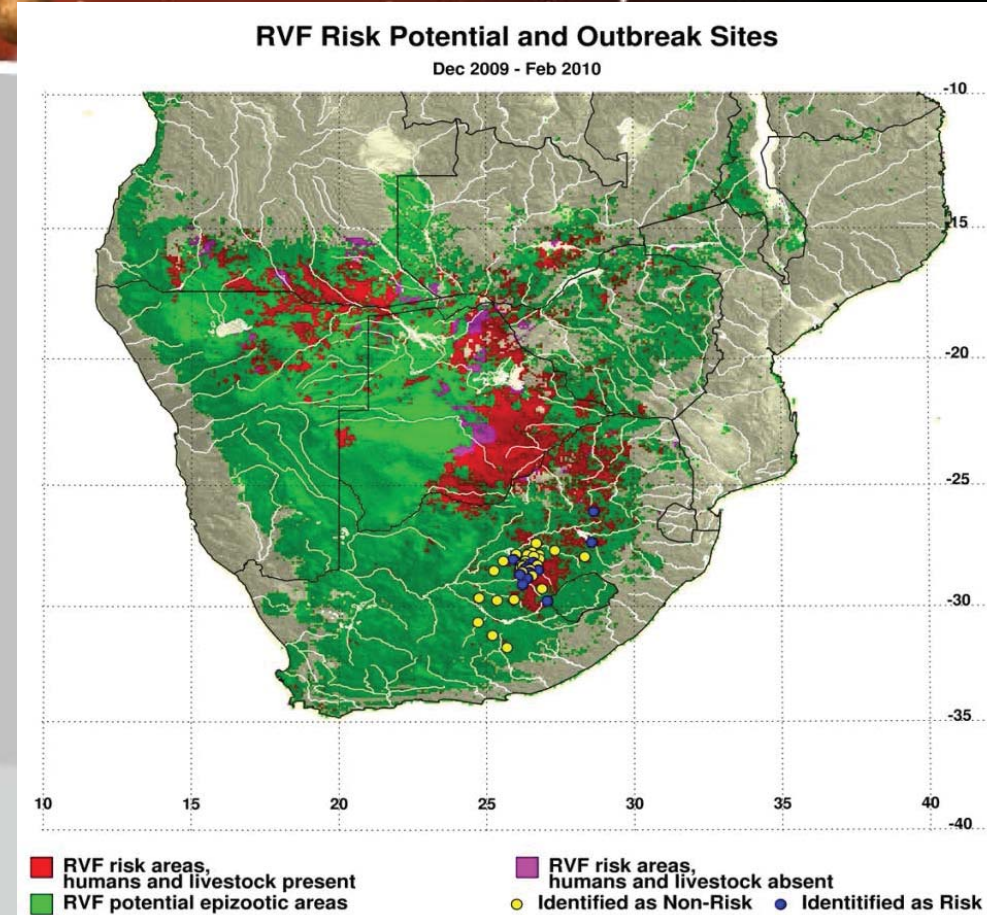 RVF Risk Potential and Outbreak Sites
Dec 2009 - Feb 2010
-10
-15
-20
-25
-30
-35
10 15 20 25 30 35 40
-40
RVF risk areas,
humans and livestock present
RVF potential epizootic areas
RVF risk areas,
humans and livestock absent
Identified as Non-Risk
Identitified as Risk